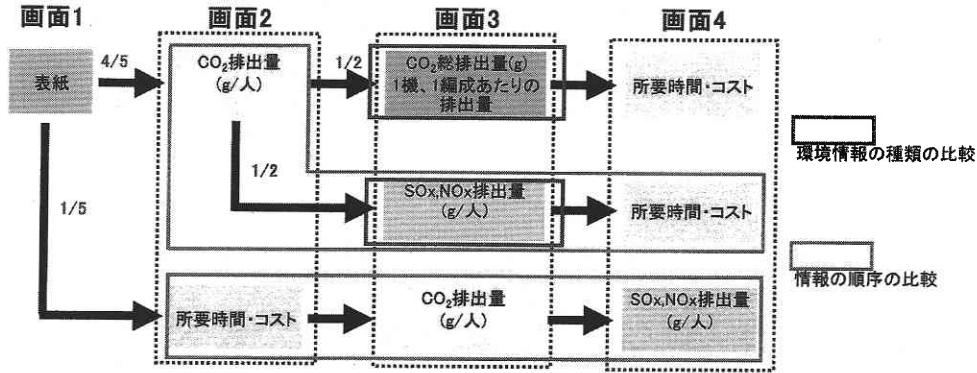 画面1
画面2
画面3
画面4
表紙
4/5
CO₂排出量
(g/人)
1/2
CO₂総排出量(g)
1機、1編成あたりの
排出量
所要時間・コスト
環境情報の種類の比較
1/2
1/5
SOx,NOx排出量
(g/人)
所要時間・コスト
情報の順序の比較
所要時間・コスト
CO₂排出量
(g/人)
SOx,NOx排出量
(g/人)